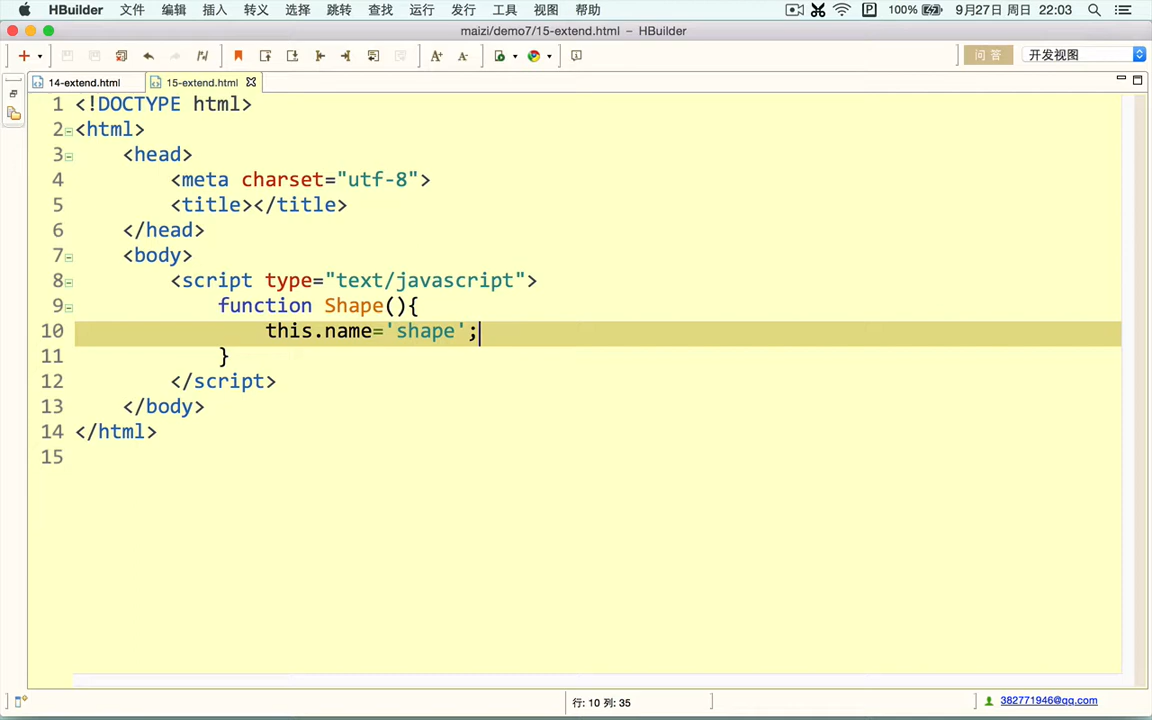 HBuilder 文件 编辑 插入 转义 选择 跳转 查找 运行 发行 工具 视图 帮助 P 100% 9月27日 周日 22:03
maizi/demo7/15-extend.html – HBuilder
A+ A- 问 答 开发视图
14-extend.html 15-extend.html
1 <!DOCTYPE html>
2 <html>
3 <head>
4 <meta charset="utf-8">
5 <title></title>
6 </head>
7 <body>
8 <script type="text/javascript">
9 function Shape(){
10 this.name='shape';
11 }
12 </script>
13 </body>
14 </html>
15
行: 10 列: 35 382771946@qq.com